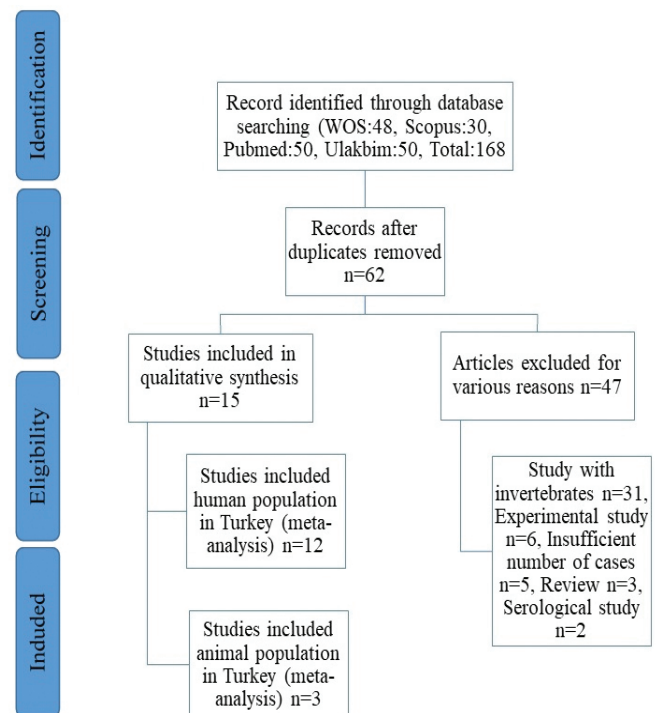 Identification
Record identified through database
searching (WOS:48, Scopus:30,
Pubmed:50, Ulakbim:50, Total:168
Screening
Records after
duplicates removed
n=62
Studies included in
qualitative synthesis
n=15
Articles excluded for
various reasons n=47
Eligibility
Studies included
human population
in Turkey (meta-
analysis) n=12
Study with
invertebrates n=31,
Experimental study
n=6, Insufficient
number of cases
n=5, Review n=3,
Serological study
n=2
Induded
Studies included
animal population
in Turkey (meta-
analysis) n=3